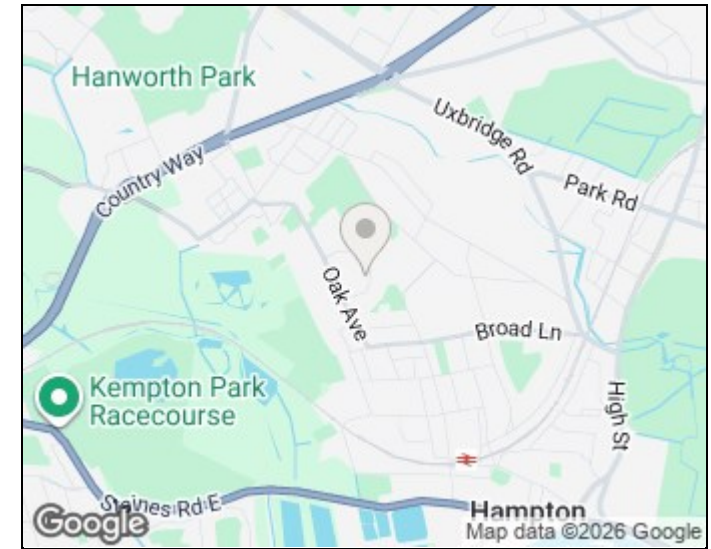 Hanworth Park
Uxbridge Rd
Country Way
Park Rd
Oak Ave
Broad Ln
Kempton Park
Racecourse
High St
Staines Rd E
Hampton
Google
Map data ©2026 Google